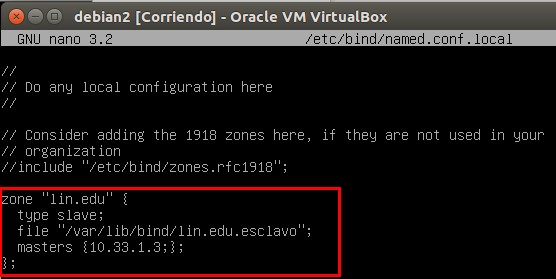 debian2 [Corriendo] - Oracle VM VirtualBox
GNU nano 3.2 /etc/bind/named.conf.local
//
// Do any local configuration here
//
// Consider adding the 1918 zones here, if they are not used in your
// organization
//include "/etc/bind/zones.rfc1918";
zone "lin.edu" {
  type slave;
  file "/var/lib/bind/lin.edu.esclavo";
  masters {10.33.1.3;};
};